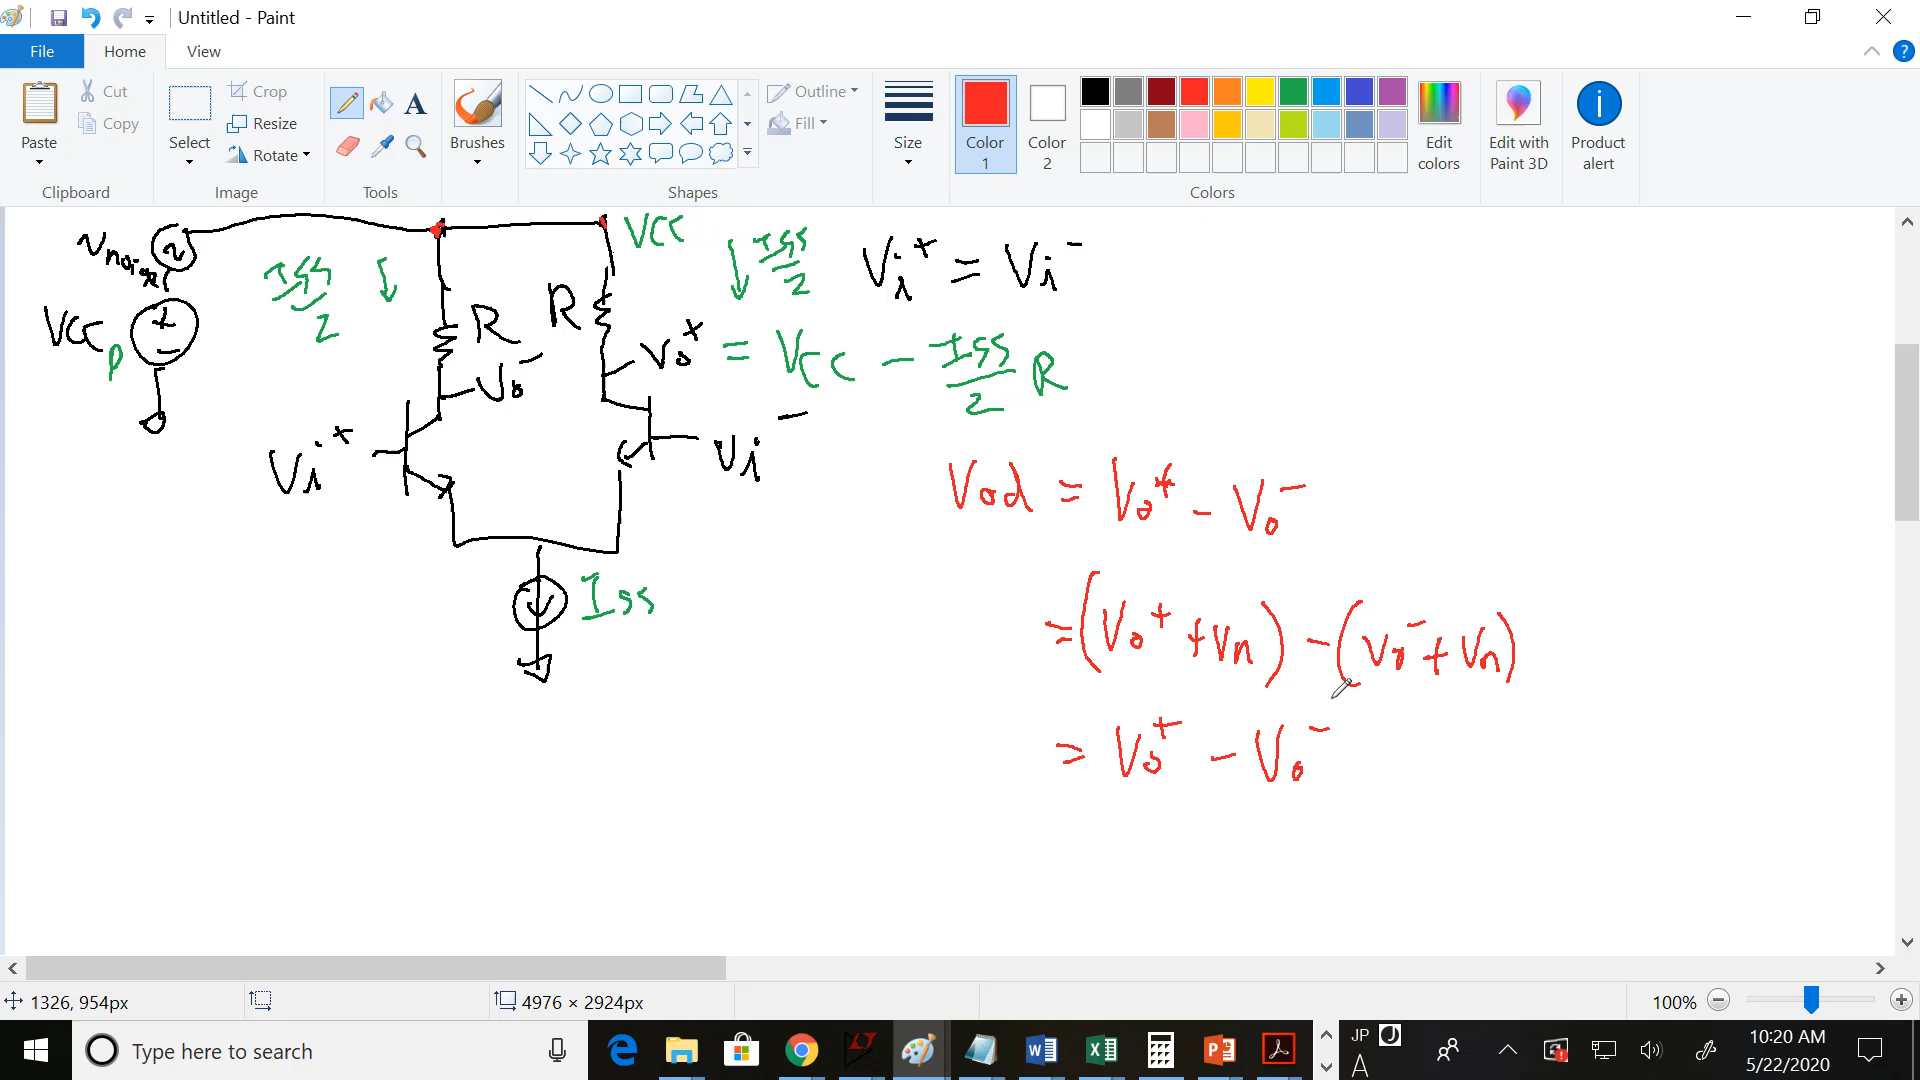 Untitled - Paint
File Home View
Paste
Cut
Copy
Clipboard
Select
Crop
Resize
Rotate
Image
A
Tools
Brushes
Shapes
Outline
Fill
Size
Color 1
Color 2
Colors
Edit colors
Edit with Paint 3D
Product alert
Vnoise
VCCp
Iss/2
R
R
VCC
Iss/2
Vi+ = Vi-
Vo-
Vo+ = VCC - Iss/2 R
Vi+
Vi-
Iss
Vod = Vo+ - Vo-
= (Vo+ + Vn) - (Vo- + Vn)
= Vo+ - Vo-
1326, 954px
4976 × 2924px
100%
Type here to search
JP
A
10:20 AM
5/22/2020